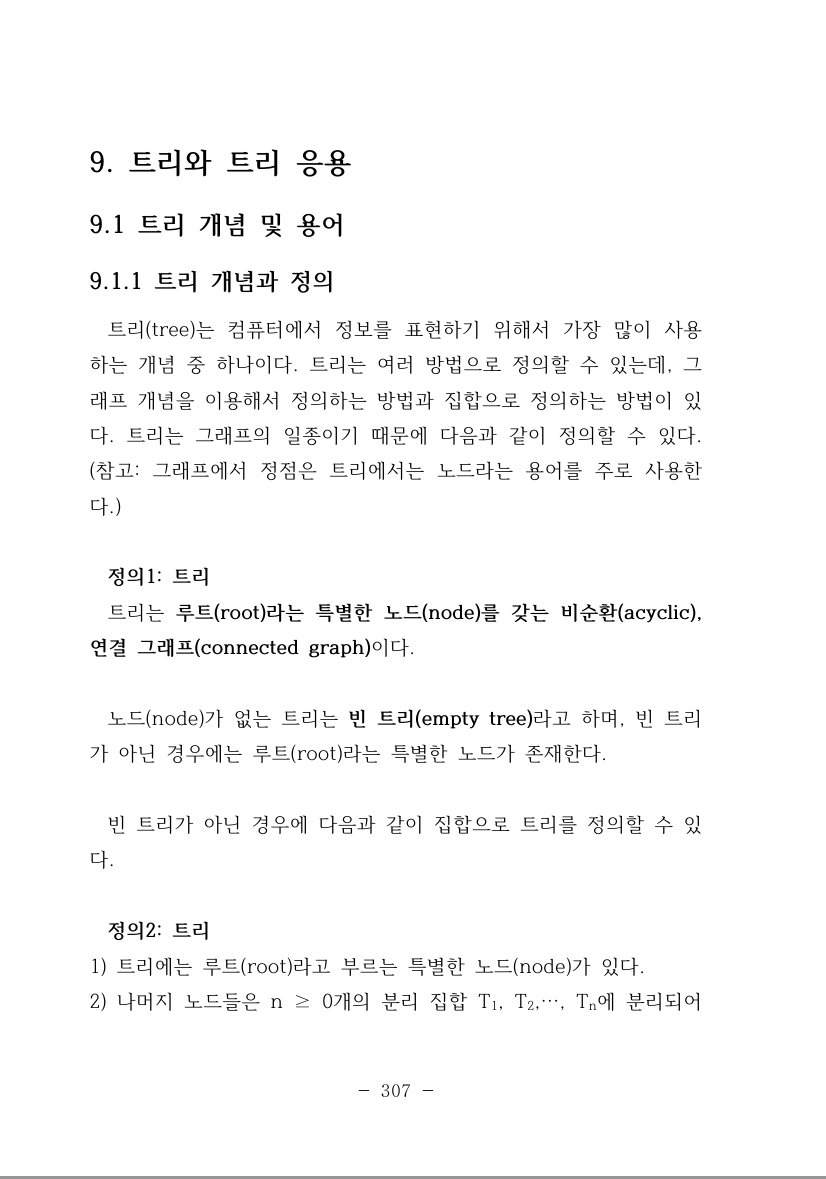 9. 트리와 트리 응용
9.1 트리 개념 및 용어
9.1.1 트리 개념과 정의
트리(tree)는 컴퓨터에서 정보를 표현하기 위해서 가장 많이 사용
하는 개념 중 하나이다. 트리는 여러 방법으로 정의할 수 있는데, 그
래프 개념을 이용해서 정의하는 방법과 집합으로 정의하는 방법이 있
다. 트리는 그래프의 일종이기 때문에 다음과 같이 정의할 수 있다.
(참고: 그래프에서 정점은 트리에서는 노드라는 용어를 주로 사용한
다.)
정의1: 트리
트리는 루트(root)라는 특별한 노드(node)를 갖는 비순환(acyclic),
연결 그래프(connected graph)이다.
노드(node)가 없는 트리는 빈 트리(empty tree)라고 하며, 빈 트리
가 아닌 경우에는 루트(root)라는 특별한 노드가 존재한다.
빈 트리가 아닌 경우에 다음과 같이 집합으로 트리를 정의할 수 있
다.
정의2: 트리
1) 트리에는 루트(root)라고 부르는 특별한 노드(node)가 있다.
2) 나머지 노드들은 n ≥ 0개의 분리 집합 T₁, T₂,⋯, Tₙ에 분리되어
- 307 -